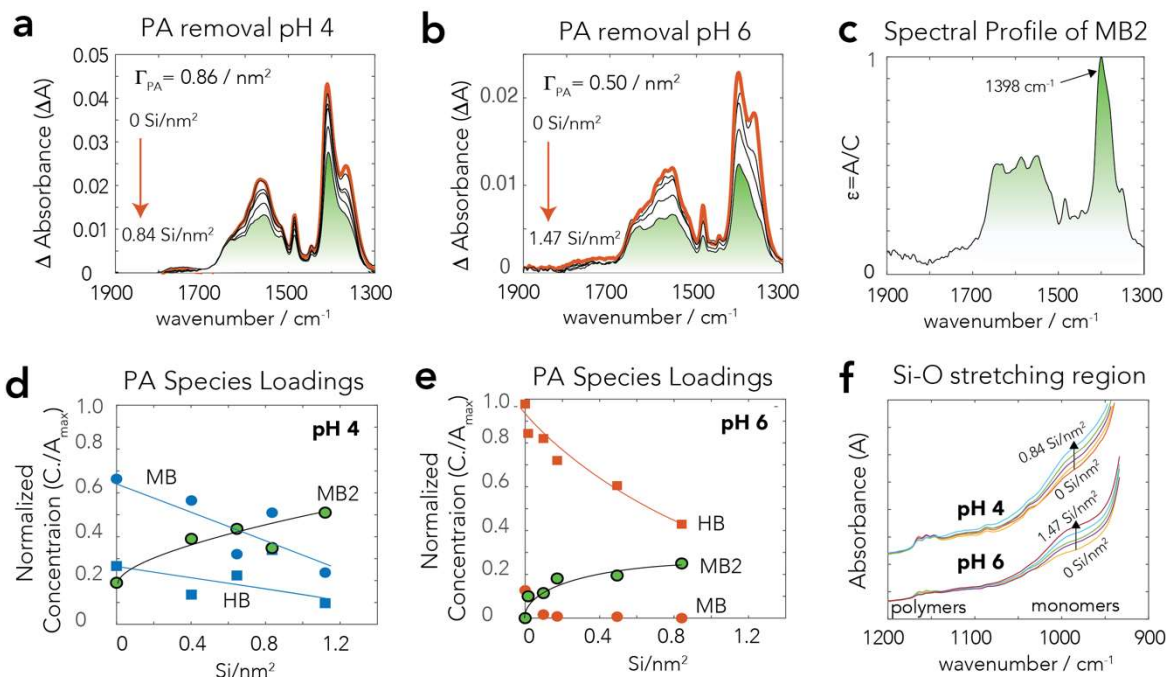 a
PA removal pH 4
Δ Absorbance (ΔA)
0.05
0.04
0.03
0.02
0.01
0
Γ_PA = 0.86 / nm²
0 Si/nm²
0.84 Si/nm²
1900
1700
1500
1300
wavenumber / cm⁻¹
b
PA removal pH 6
Δ Absorbance (ΔA)
0.02
0.01
0
Γ_PA = 0.50 / nm²
0 Si/nm²
1.47 Si/nm²
1900
1700
1500
1300
wavenumber / cm⁻¹
c
Spectral Profile of MB2
ε=A/C
1
0
1398 cm⁻¹
1900
1700
1500
1300
wavenumber / cm⁻¹
d
PA Species Loadings
Normalized
Concentraion (C./A_max)
1.0
0.8
0.6
0.4
0.2
0
pH 4
MB
MB2
HB
0
0.4
0.8
1.2
Si/nm²
e
PA Species Loadings
Normalized
Concentraion (C./A_max)
1.0
0.8
0.6
0.4
0.2
0
pH 6
HB
MB2
MB
0
0.4
0.8
1.2
Si/nm²
f
Si-O stretching region
Absorbance (A)
0.84 Si/nm²
0 Si/nm²
pH 4
1.47 Si/nm²
pH 6
0 Si/nm²
polymers
monomers
1200
1100
1000
900
wavenumber / cm⁻¹